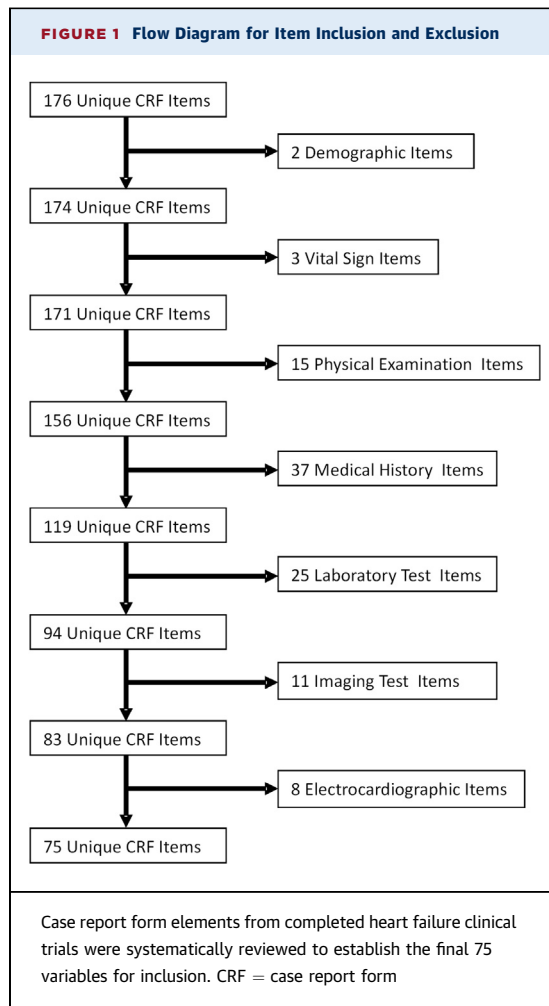 FIGURE 1 Flow Diagram for Item Inclusion and Exclusion
176 Unique CRF Items
2 Demographic Items
174 Unique CRF Items
3 Vital Sign Items
171 Unique CRF Items
15 Physical Examination Items
156 Unique CRF Items
37 Medical History Items
119 Unique CRF Items
25 Laboratory Test Items
94 Unique CRF Items
11 Imaging Test Items
83 Unique CRF Items
8 Electrocardiographic Items
75 Unique CRF Items
Case report form elements from completed heart failure clinical
trials were systematically reviewed to establish the final 75
variables for inclusion. CRF = case report form